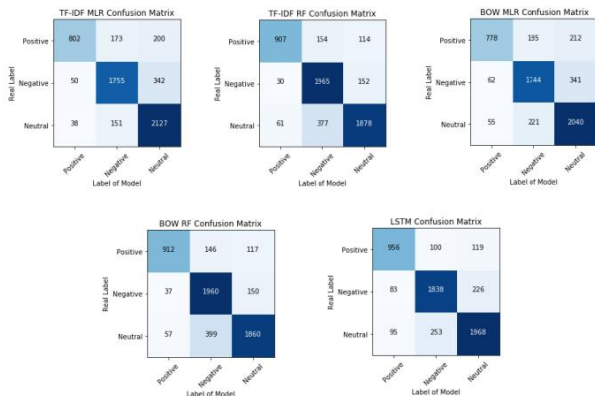 TF-IDF MLR Confusion Matrix
Positive 802 173 200
Negative 50 1755 342
Neutral 38 151 2127
Real Label
Positive Negative Neutral
Label of Model
TF-IDF RF Confusion Matrix
Positive 907 154 114
Negative 30 1965 152
Neutral 61 377 1878
Real Label
Positive Negative Neutral
Label of Model
BOW MLR Confusion Matrix
Positive 778 185 212
Negative 62 1744 341
Neutral 55 221 2040
Real Label
Positive Negative Neutral
Label of Model
BOW RF Confusion Matrix
Positive 912 146 117
Negative 37 1960 150
Neutral 57 399 1860
Real Label
Positive Negative Neutral
Label of Model
LSTM Confusion Matrix
Positive 956 100 119
Negative 83 1838 226
Neutral 95 253 1968
Real Label
Positive Negative Neutral
Label of Model